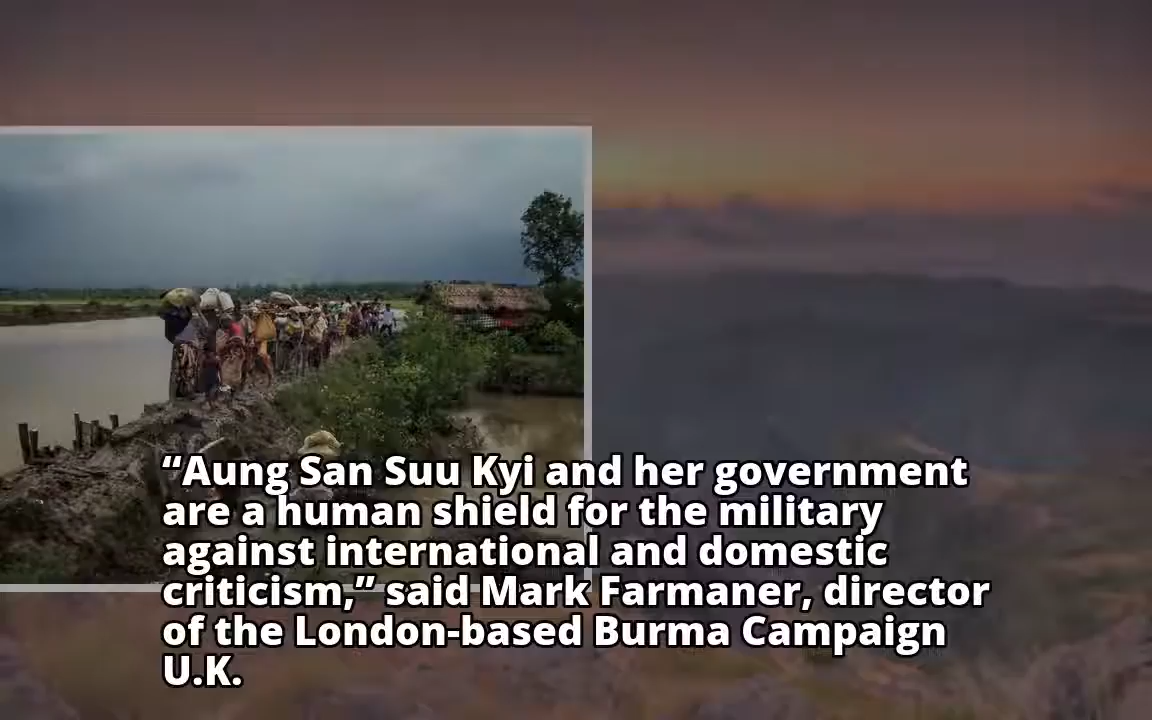 “Aung San Suu Kyi and her government
are a human shield for the military
against international and domestic
criticism,” said Mark Farmaner, director
of the London-based Burma Campaign
U.K.